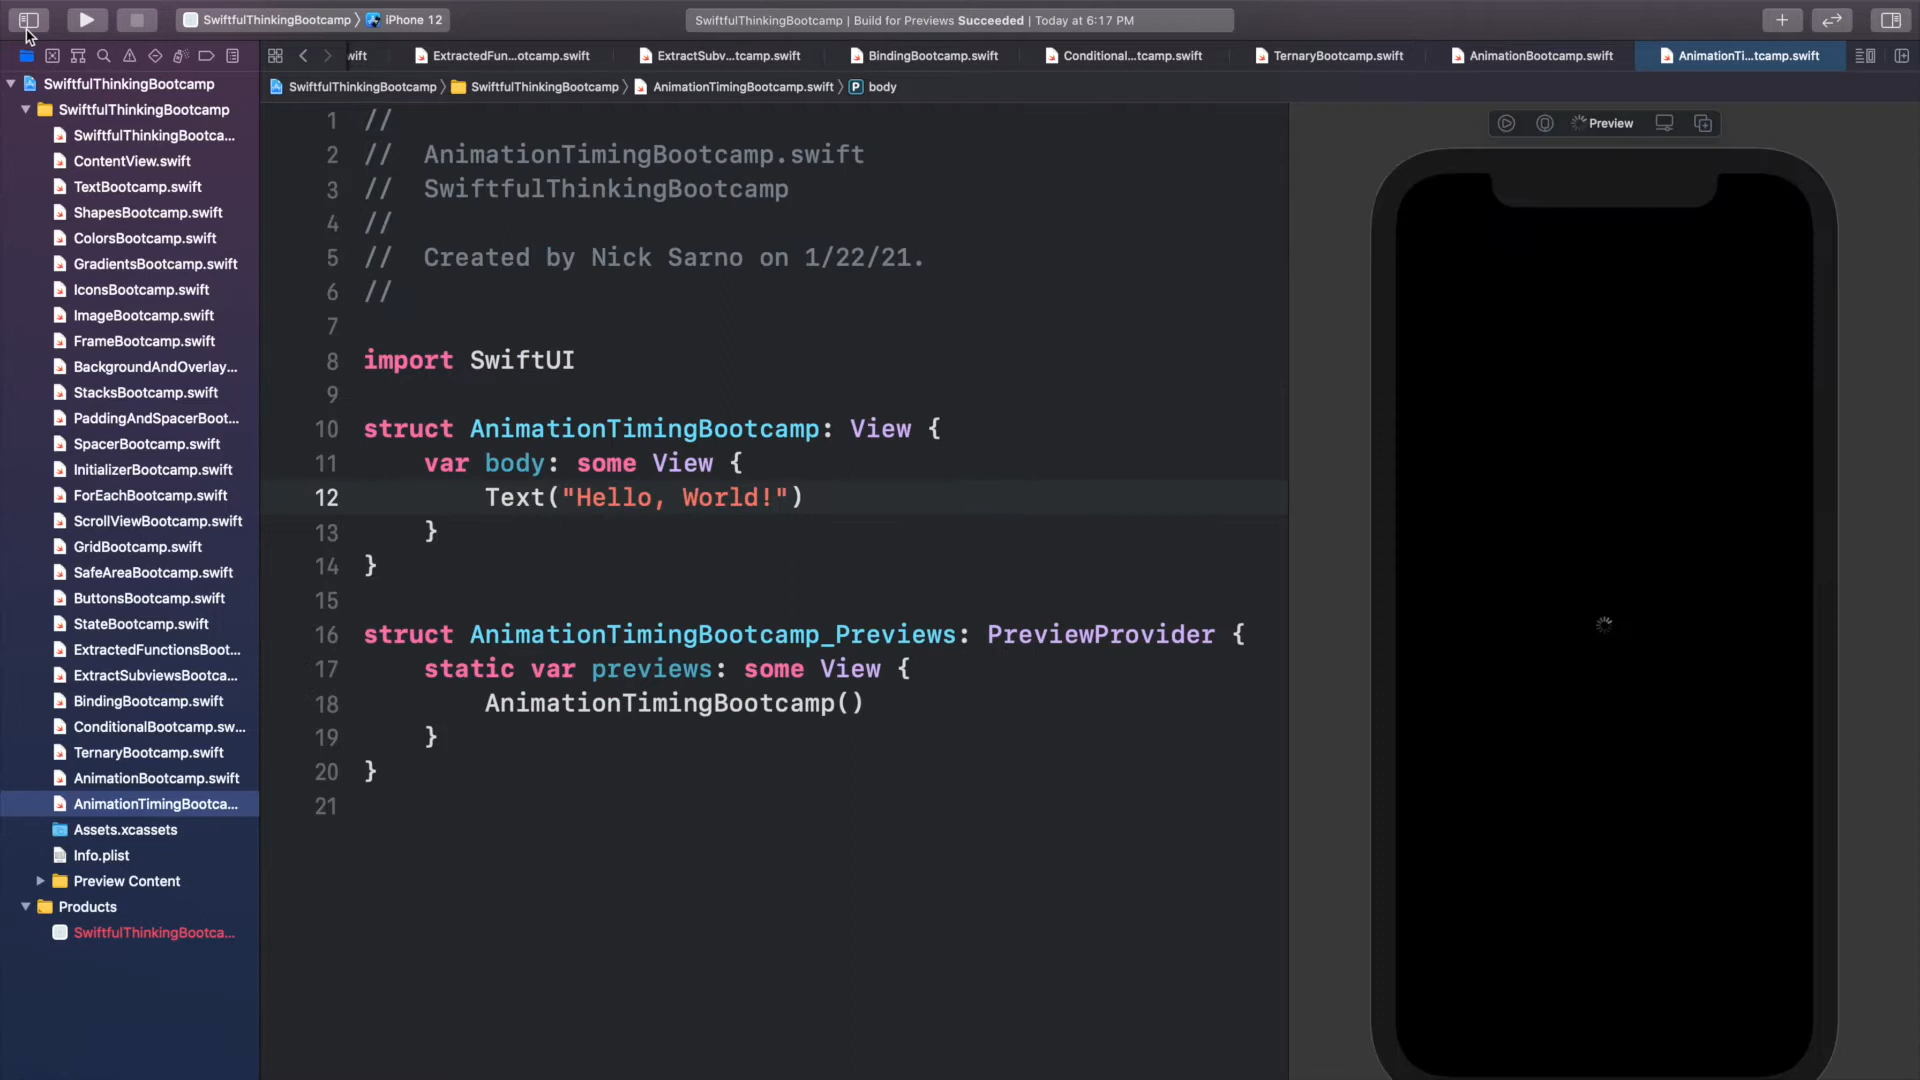 SwiftfulThinkingBootcamp 〉 iPhone 12
SwiftfulThinkingBootcamp | Build for Previews Succeeded | Today at 6:17 PM
wift
ExtractedFun…otcamp.swift
ExtractSubv…tcamp.swift
BindingBootcamp.swift
Conditional…tcamp.swift
TernaryBootcamp.swift
AnimationBootcamp.swift
AnimationTi…tcamp.swift
SwiftfulThinkingBootcamp 〉 SwiftfulThinkingBootcamp 〉 AnimationTimingBootcamp.swift 〉 P body
SwiftfulThinkingBootcamp
SwiftfulThinkingBootcamp
SwiftfulThinkingBootca...
ContentView.swift
TextBootcamp.swift
ShapesBootcamp.swift
ColorsBootcamp.swift
GradientsBootcamp.swift
IconsBootcamp.swift
ImageBootcamp.swift
FrameBootcamp.swift
BackgroundAndOverlay...
StacksBootcamp.swift
PaddingAndSpacerBoot...
SpacerBootcamp.swift
InitializerBootcamp.swift
ForEachBootcamp.swift
ScrollViewBootcamp.swift
GridBootcamp.swift
SafeAreaBootcamp.swift
ButtonsBootcamp.swift
StateBootcamp.swift
ExtractedFunctionsBoot...
ExtractSubviewsBootca...
BindingBootcamp.swift
ConditionalBootcamp.sw...
TernaryBootcamp.swift
AnimationBootcamp.swift
AnimationTimingBootca...
Assets.xcassets
Info.plist
Preview Content
Products
SwiftfulThinkingBootca...
1 //
2 // AnimationTimingBootcamp.swift
3 // SwiftfulThinkingBootcamp
4 //
5 // Created by Nick Sarno on 1/22/21.
6 //
7
8 import SwiftUI
9
10 struct AnimationTimingBootcamp: View {
11 var body: some View {
12 Text("Hello, World!")
13 }
14 }
15
16 struct AnimationTimingBootcamp_Previews: PreviewProvider {
17 static var previews: some View {
18 AnimationTimingBootcamp()
19 }
20 }
21
Preview